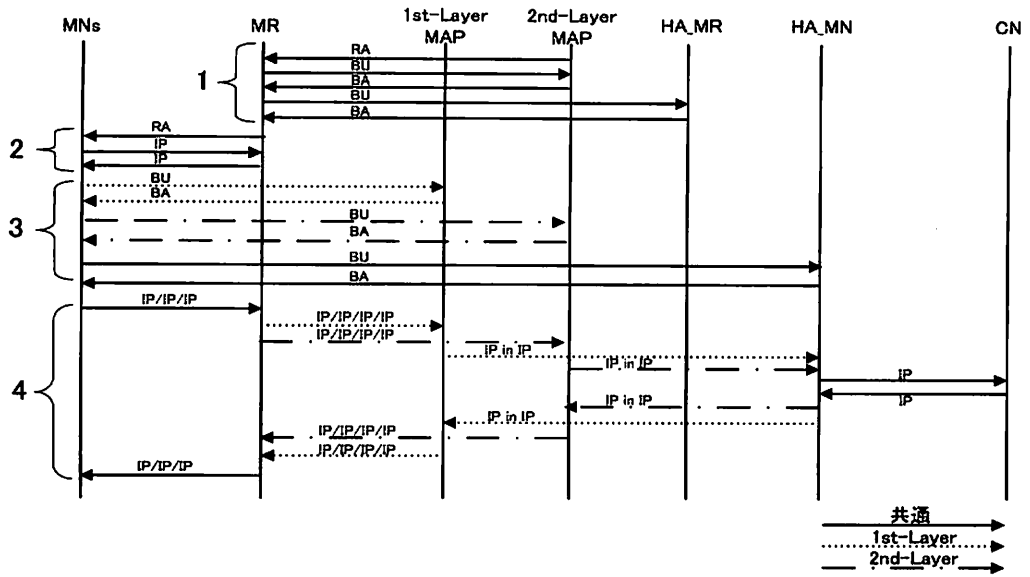 MNs
MR
1st-Layer
MAP
2nd-Layer
MAP
HA_MR
HA_MN
CN
1
RA
BU
BA
BU
BA
2
RA
IP
IP
3
BU
BA
BU
BA
BU
BA
4
IP/IP/IP
IP/IP/IP/IP
IP/IP/IP/IP
IP in IP
IP in IP
IP
IP
IP in IP
IP in IP
IP/IP/IP/IP
IP/IP/IP/IP
IP/IP/IP
共通
1st-Layer
2nd-Layer